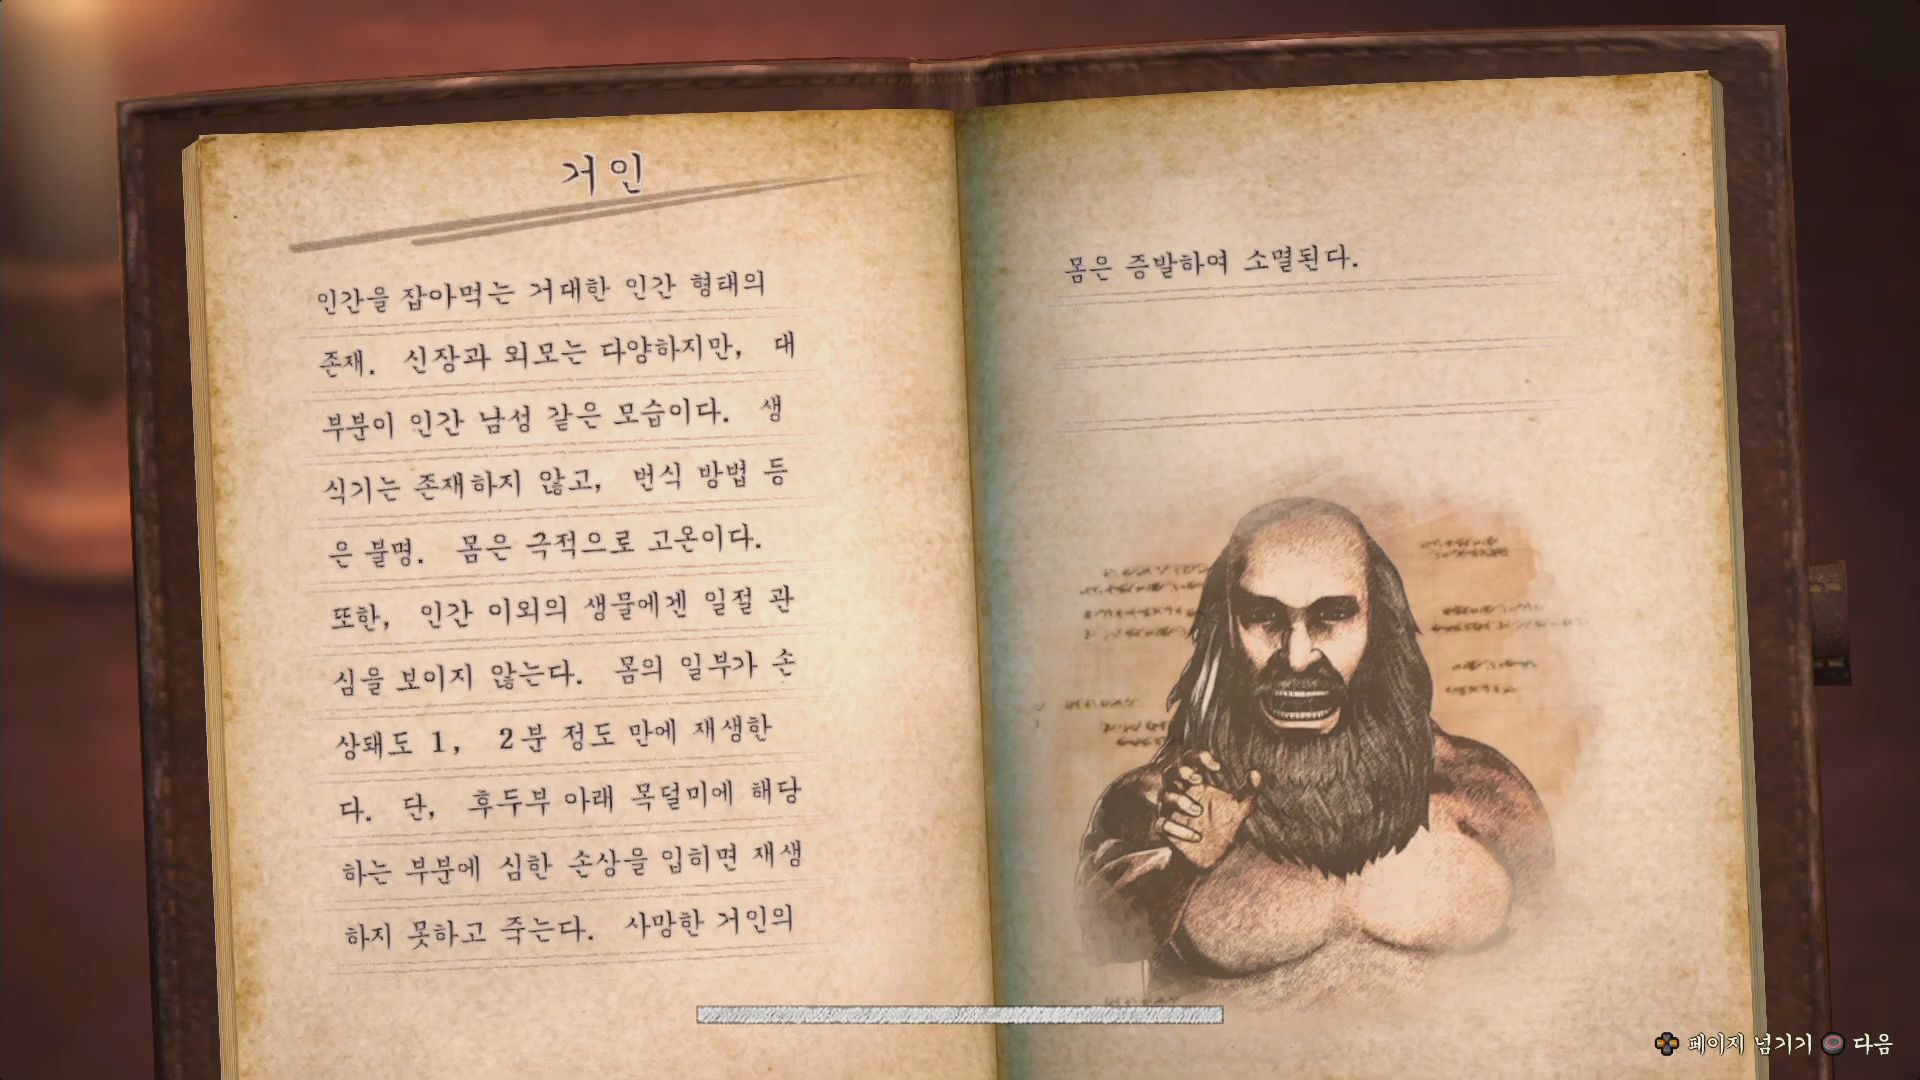 거인
인간을 잡아먹는 거대한 인간 형태의
존재. 신장과 외모는 다양하지만, 대
부분이 인간 남성 같은 모습이다. 생
식기는 존재하지 않고, 번식 방법 등
은 불명. 몸은 극적으로 고온이다.
또한, 인간 이외의 생물에겐 일절 관
심을 보이지 않는다. 몸의 일부가 손
상돼도 1, 2분 정도 만에 재생한
다. 단, 후두부 아래 목덜미에 해당
하는 부분에 심한 손상을 입히면 재생
하지 못하고 죽는다. 사망한 거인의
몸은 증발하여 소멸된다.
페이지 넘기기 다음